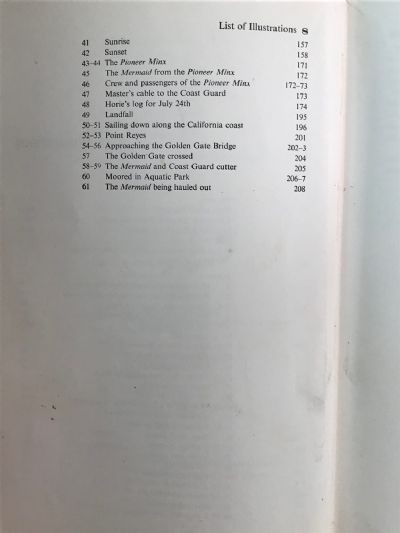 List of Illustrations 8
41 Sunrise 157
42 Sunset 158
43-44 The Pioneer Minx 171
45 The Mermaid from the Pioneer Minx 172
46 Crew and passengers of the Pioneer Minx 172-73
47 Master's cable to the Coast Guard 173
48 Horie's log for July 24th 174
49 Landfall 195
50-51 Sailing down along the California coast 196
52-53 Point Reyes 201
54-56 Approaching the Golden Gate Bridge 202-3
57 The Golden Gate crossed 204
58-59 The Mermaid and Coast Guard cutter 205
60 Moored in Aquatic Park 206-7
61 The Mermaid being hauled out 208